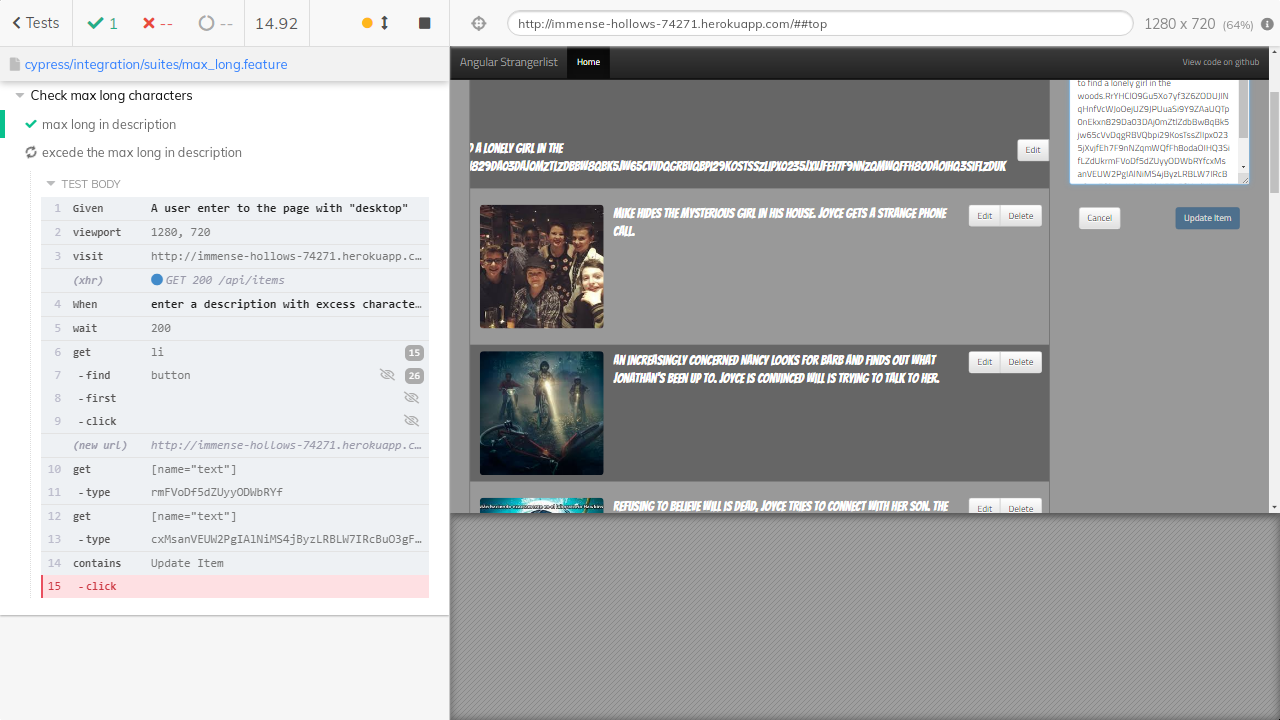 Tests
1
--
--
14.92
http://immense-hollows-74271.herokuapp.com/##top
1280 x 720 (64%)
cypress/integration/suites/max_long.feature
Check max long characters
max long in description
excede the max long in description
TEST BODY
1 Given A user enter to the page with "desktop"
2 viewport 1280, 720
3 visit http://immense-hollows-74271.herokuapp.c…
(xhr) GET 200 /api/items
4 When enter a description with excess characte…
5 wait 200
6 get li 15
7 -find button 26
8 -first
9 -click
(new url) http://immense-hollows-74271.herokuapp.c…
10 get [name="text"]
11 -type rmFVoDf5dZUyyODWbRYf
12 get [name="text"]
13 -type cxMsanVEUW2PgIAlNiMS4jByzLRBLW7IRcBuO3gF…
14 contains Update Item
15 -click
Angular Strangerlist
Home
View code on github
A LONELY GIRL IN THE
Edit
MIKE HIDES THE MYSTERIOUS GIRL IN HIS HOUSE. JOYCE GETS A STRANGE PHONE
CALL.
Edit Delete
AN INCREASINGLY CONCERNED NANCY LOOKS FOR BARB AND FINDS OUT WHAT
JONATHAN'S BEEN UP TO. JOYCE IS CONVINCED WILL IS TRYING TO TALK TO HER.
Edit Delete
REFUSING TO BELIEVE WILL IS DEAD, JOYCE TRIES TO CONNECT WITH HER SON. THE
Edit Delete
to find a lonely girl in the
Cancel
Update Item